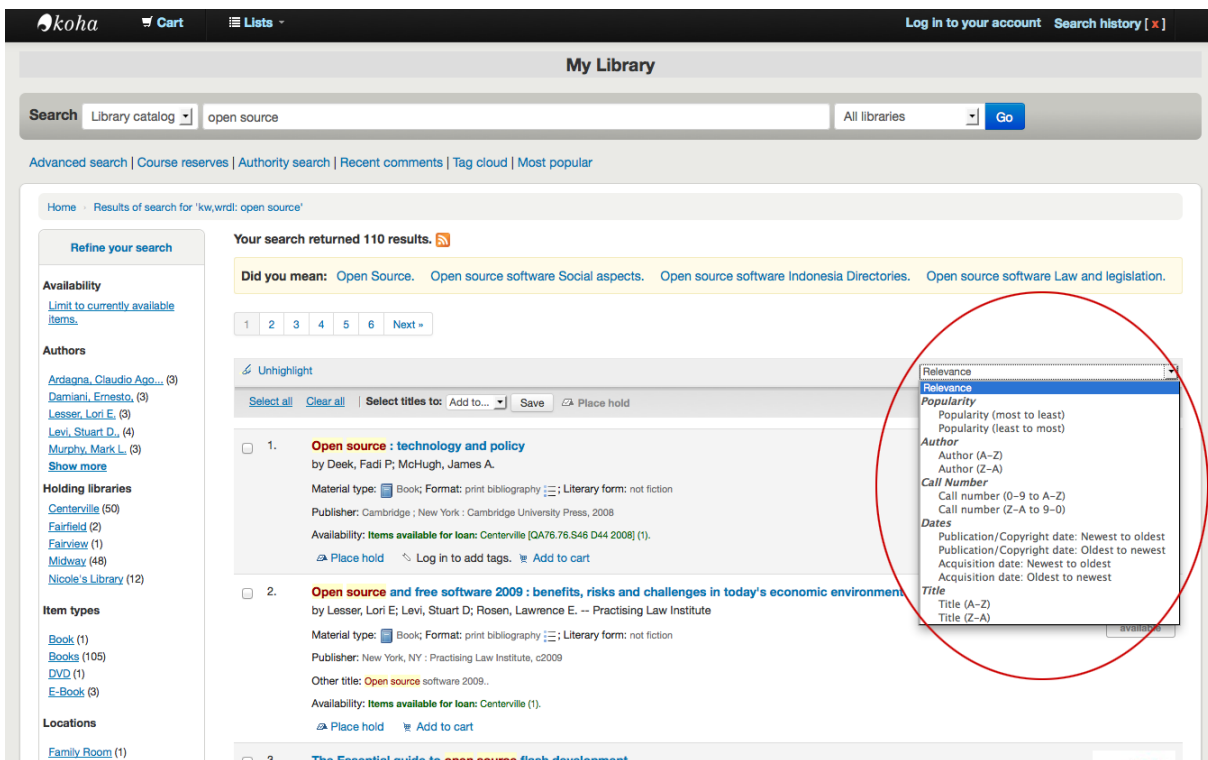 koha Cart Lists Log in to your account Search history [ x ]
My Library
Search Library catalog open source All libraries Go
Advanced search | Course reserves | Authority search | Recent comments | Tag cloud | Most popular
Home › Results of search for 'kw,wrdl: open source'
Refine your search
Availability
Limit to currently available
items.
Authors
Ardagna, Claudio Ago... (3)
Damiani, Ernesto, (3)
Lesser, Lori E. (3)
Levi, Stuart D., (4)
Murphy, Mark L. (3)
Show more
Holding libraries
Centerville (50)
Fairfield (2)
Fairview (1)
Midway (48)
Nicole's Library (12)
Item types
Book (1)
Books (105)
DVD (1)
E-Book (3)
Locations
Family Room (1)
Your search returned 110 results.
Did you mean: Open Source. Open source software Social aspects. Open source software Indonesia Directories. Open source software Law and legislation.
1 2 3 4 5 6 Next »
Unhighlight
Select all Clear all | Select titles to: Add to... Save Place hold
1. Open source : technology and policy
by Deek, Fadi P; McHugh, James A.
Material type: Book; Format: print bibliography ; Literary form: not fiction
Publisher: Cambridge ; New York : Cambridge University Press, 2008
Availability: Items available for loan: Centerville [QA76.76.S46 D44 2008] (1).
Place hold Log in to add tags. Add to cart
2. Open source and free software 2009 : benefits, risks and challenges in today's economic environment
by Lesser, Lori E; Levi, Stuart D; Rosen, Lawrence E. -- Practising Law Institute
Material type: Book; Format: print bibliography ; Literary form: not fiction
Publisher: New York, NY : Practising Law Institute, c2009
Other title: Open source software 2009..
Availability: Items available for loan: Centerville (1).
Place hold Add to cart
3. The Essential guide to open source flash development
Relevance
Relevance
Popularity
Popularity (most to least)
Popularity (least to most)
Author
Author (A-Z)
Author (Z-A)
Call Number
Call number (0-9 to A-Z)
Call number (Z-A to 9-0)
Dates
Publication/Copyright date: Newest to oldest
Publication/Copyright date: Oldest to newest
Acquisition date: Newest to oldest
Acquisition date: Oldest to newest
Title
Title (A-Z)
Title (Z-A)
available